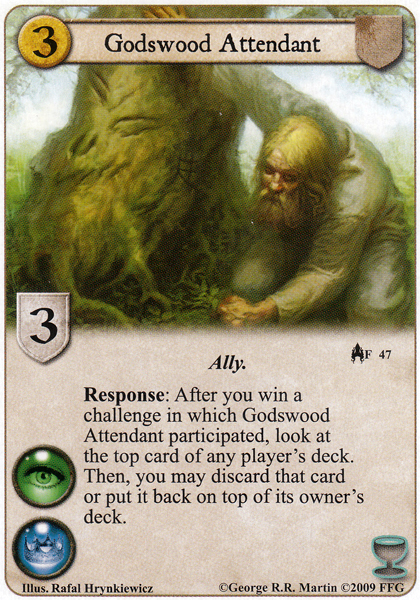 3
Godswood Attendant
3
Ally.
F 47
Response: After you win a
challenge in which Godswood
Attendant participated, look at
the top card of any player's deck.
Then, you may discard that card
or put it back on top of its owner's
deck.
Illus. Rafal Hrynkiewicz
©George R.R. Martin ©2009 FFG